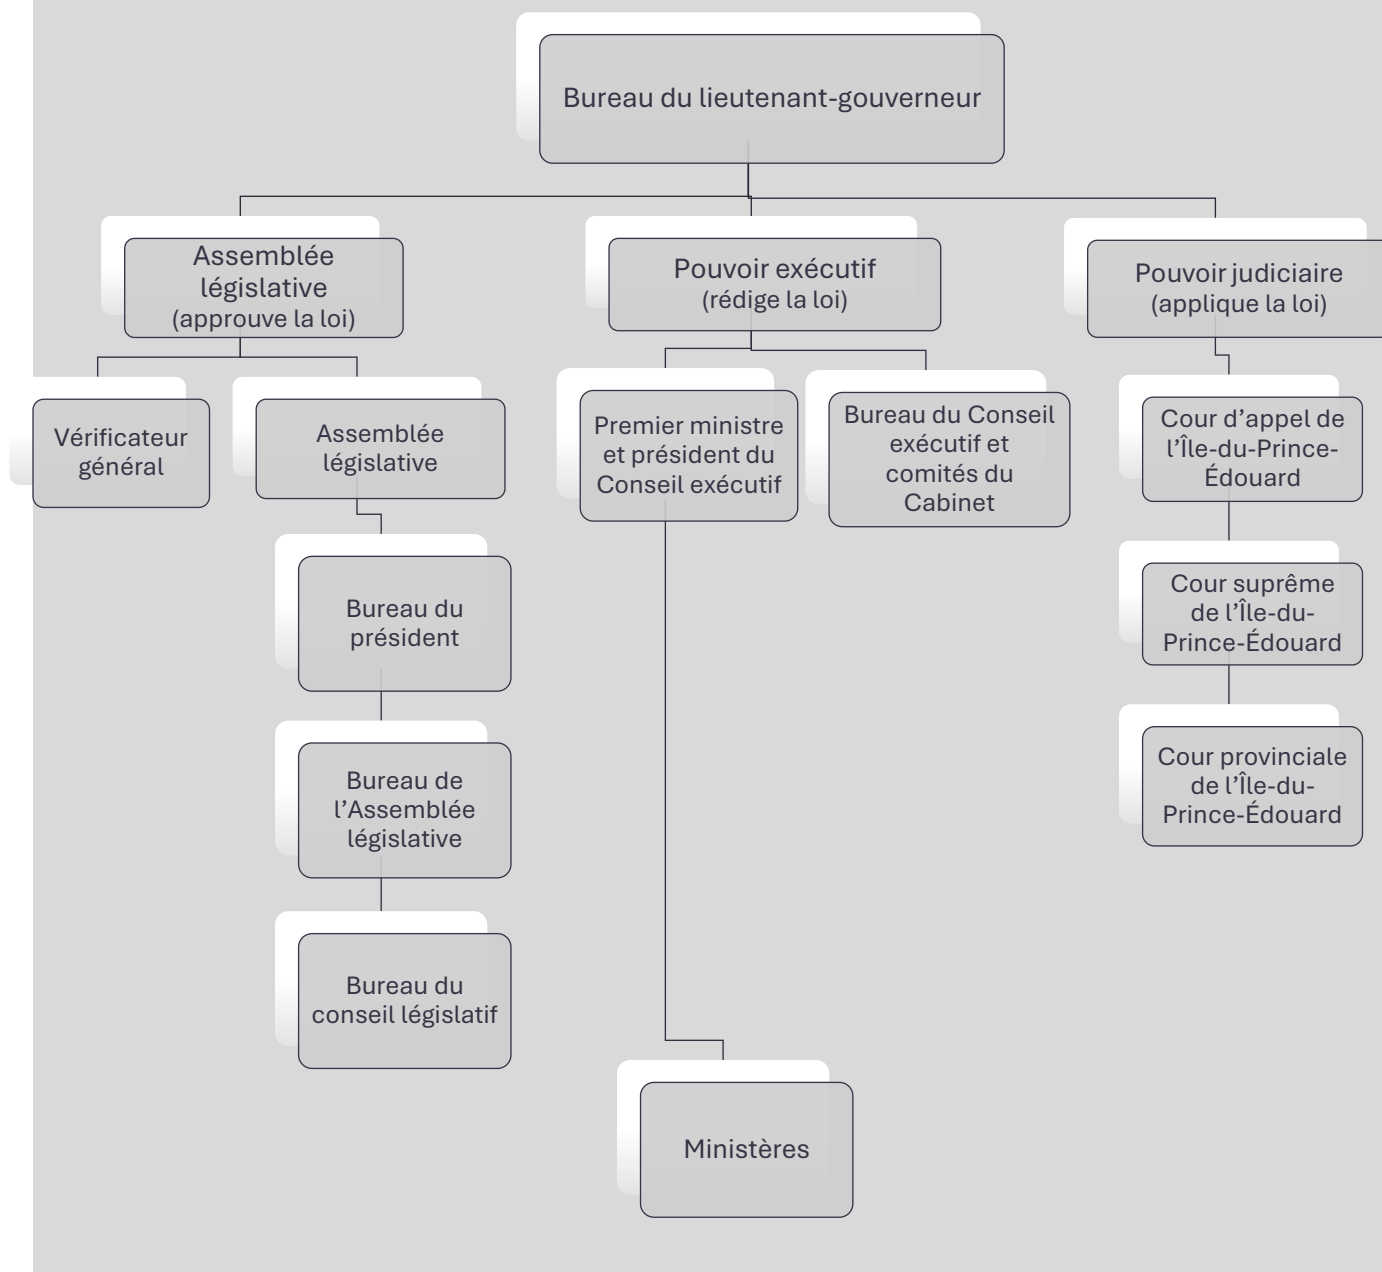 Bureau du lieutenant-gouverneur
Assemblée
législative
(approuve la loi)
Pouvoir exécutif
(rédige la loi)
Pouvoir judiciaire
(applique la loi)
Vérificateur
général
Assemblée
législative
Premier ministre
et président du
Conseil exécutif
Bureau du Conseil
exécutif et
comités du
Cabinet
Cour d’appel de
l’Île-du-Prince-
Édouard
Bureau du
président
Cour suprême
de l’Île-du-
Prince-Édouard
Bureau de
l’Assemblée
législative
Cour provinciale
de l’Île-du-
Prince-Édouard
Bureau du
conseil législatif
Ministères